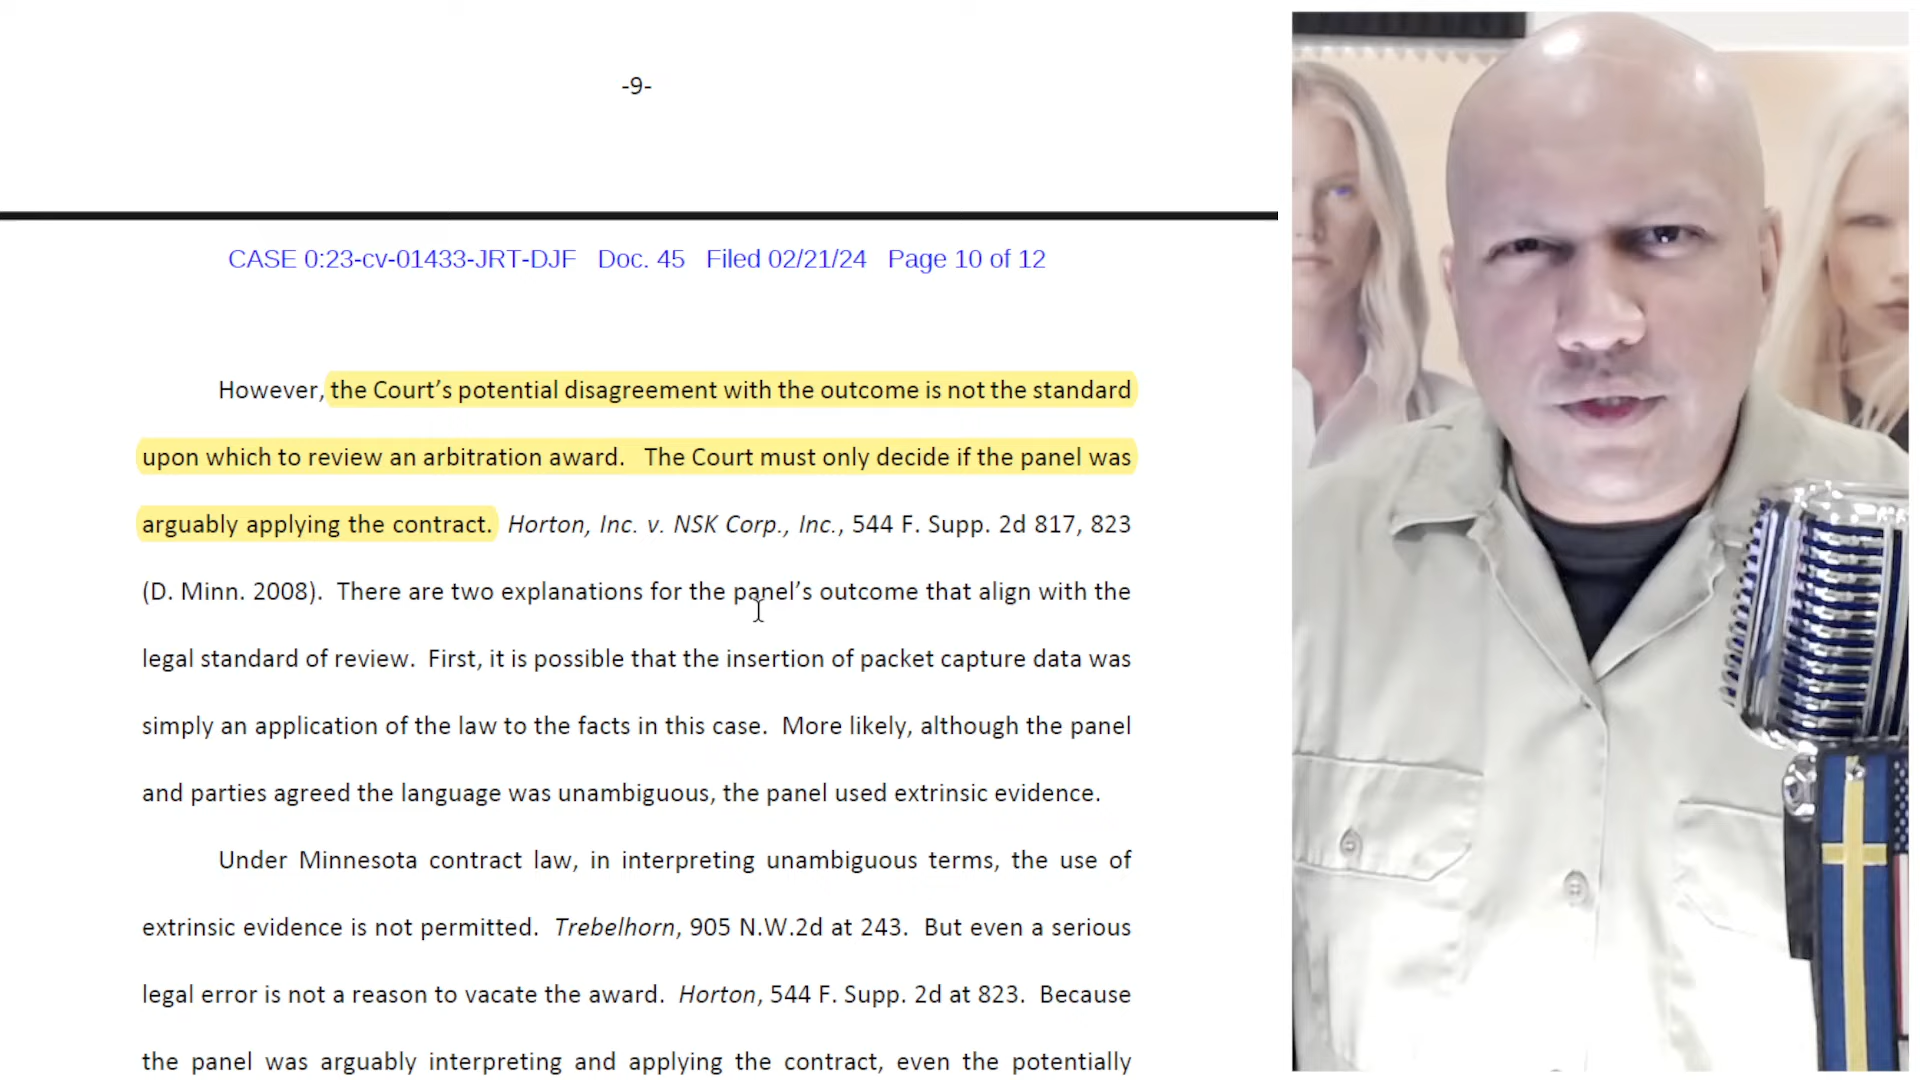 -9-
CASE 0:23-cv-01433-JRT-DJF Doc. 45 Filed 02/21/24 Page 10 of 12
However, the Court’s potential disagreement with the outcome is not the standard
upon which to review an arbitration award. The Court must only decide if the panel was
arguably applying the contract. Horton, Inc. v. NSK Corp., Inc., 544 F. Supp. 2d 817, 823
(D. Minn. 2008). There are two explanations for the panel’s outcome that align with the
legal standard of review. First, it is possible that the insertion of packet capture data was
simply an application of the law to the facts in this case. More likely, although the panel
and parties agreed the language was unambiguous, the panel used extrinsic evidence.
Under Minnesota contract law, in interpreting unambiguous terms, the use of
extrinsic evidence is not permitted. Trebelhorn, 905 N.W.2d at 243. But even a serious
legal error is not a reason to vacate the award. Horton, 544 F. Supp. 2d at 823. Because
the panel was arguably interpreting and applying the contract, even the potentially